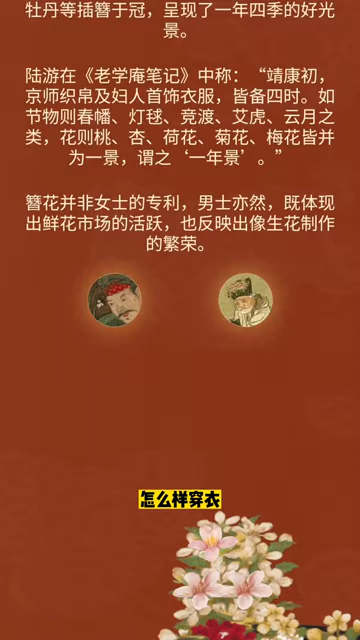 牡丹等插簪于冠，呈现了一年四季的好光
景。
陆游在《老学庵笔记》中称：“靖康初，
京师织帛及妇人首饰衣服，皆备四时。如
节物则春幡、灯毬、竞渡、艾虎、云月之
类，花则桃、杏、荷花、菊花、梅花皆并
为一景，谓之‘一年景’。”
簪花并非女士的专利，男士亦然，既体现
出鲜花市场的活跃，也反映出像生花制作
的繁荣。
怎么样穿衣